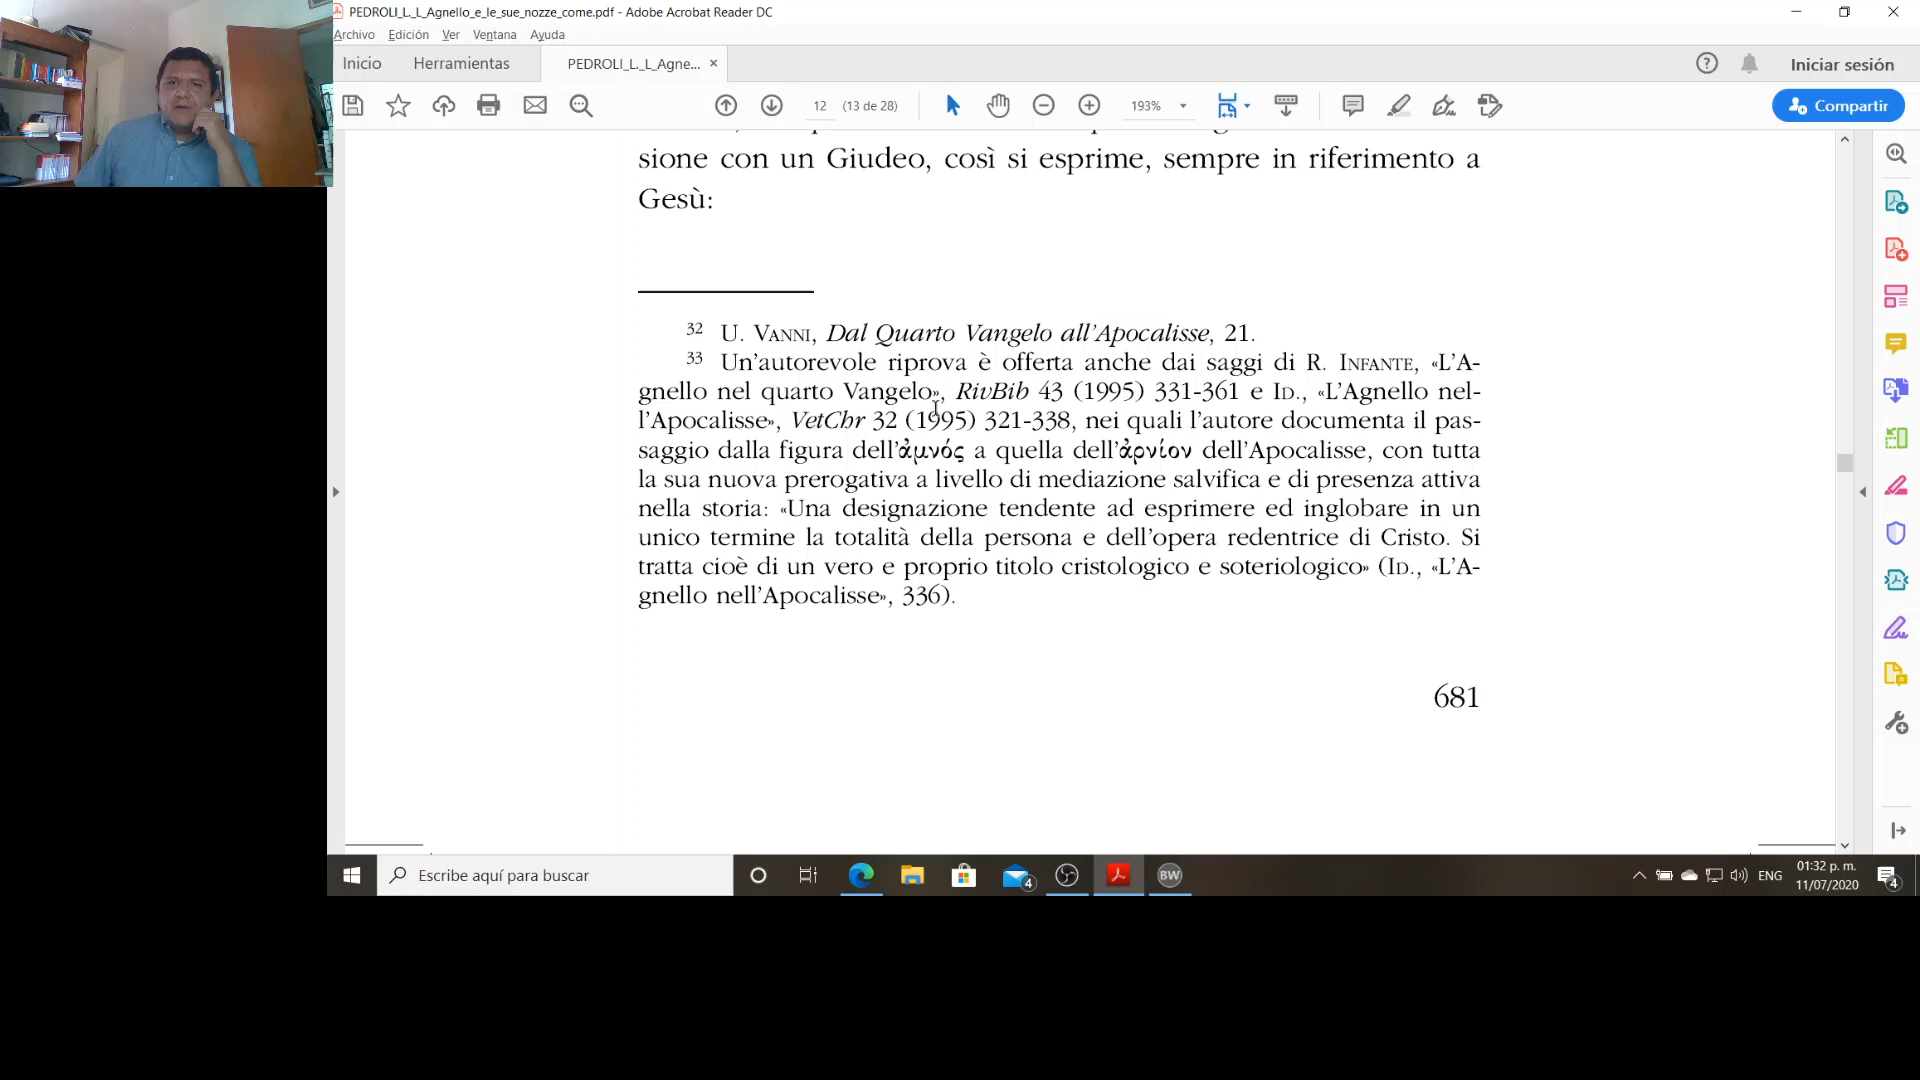 PEDROLI_L._L_Agnello_e_le_sue_nozze_come.pdf - Adobe Acrobat Reader DC
Archivo Edición Ver Ventana Ayuda
Inicio Herramientas PEDROLI_L._L_Agne... × Iniciar sesión
12 (13 de 28) 193% Compartir
sione con un Giudeo, così si esprime, sempre in riferimento a
Gesù:
32 U. VANNI, Dal Quarto Vangelo all'Apocalisse, 21.
33 Un'autorevole riprova è offerta anche dai saggi di R. INFANTE, «L'A-
gnello nel quarto Vangelo», RivBib 43 (1995) 331-361 e ID., «L'Agnello nel-
l'Apocalisse», VetChr 32 (1995) 321-338, nei quali l'autore documenta il pas-
saggio dalla figura dell'ἀμνός a quella dell'ἀρνίον dell'Apocalisse, con tutta
la sua nuova prerogativa a livello di mediazione salvifica e di presenza attiva
nella storia: «Una designazione tendente ad esprimere ed inglobare in un
unico termine la totalità della persona e dell'opera redentrice di Cristo. Si
tratta cioè di un vero e proprio titolo cristologico e soteriologico» (ID., «L'A-
gnello nell'Apocalisse», 336).
681
Escribe aquí para buscar 4 BW ENG 01:32 p. m. 4
11/07/2020